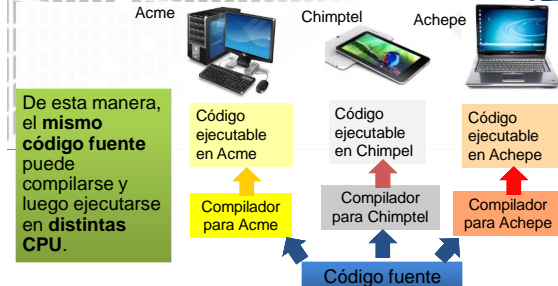 Acme
Chimptel
Achepe
De esta manera,
el mismo
código fuente
puede
compilarse y
luego ejecutarse
en distintas
CPU.
Código
ejecutable
en Acme
Código
ejecutable
en Chimpel
Código
ejecutable
en Achepe
Compilador
para Acme
Compilador
para Chimptel
Compilador
para Achepe
Código fuente